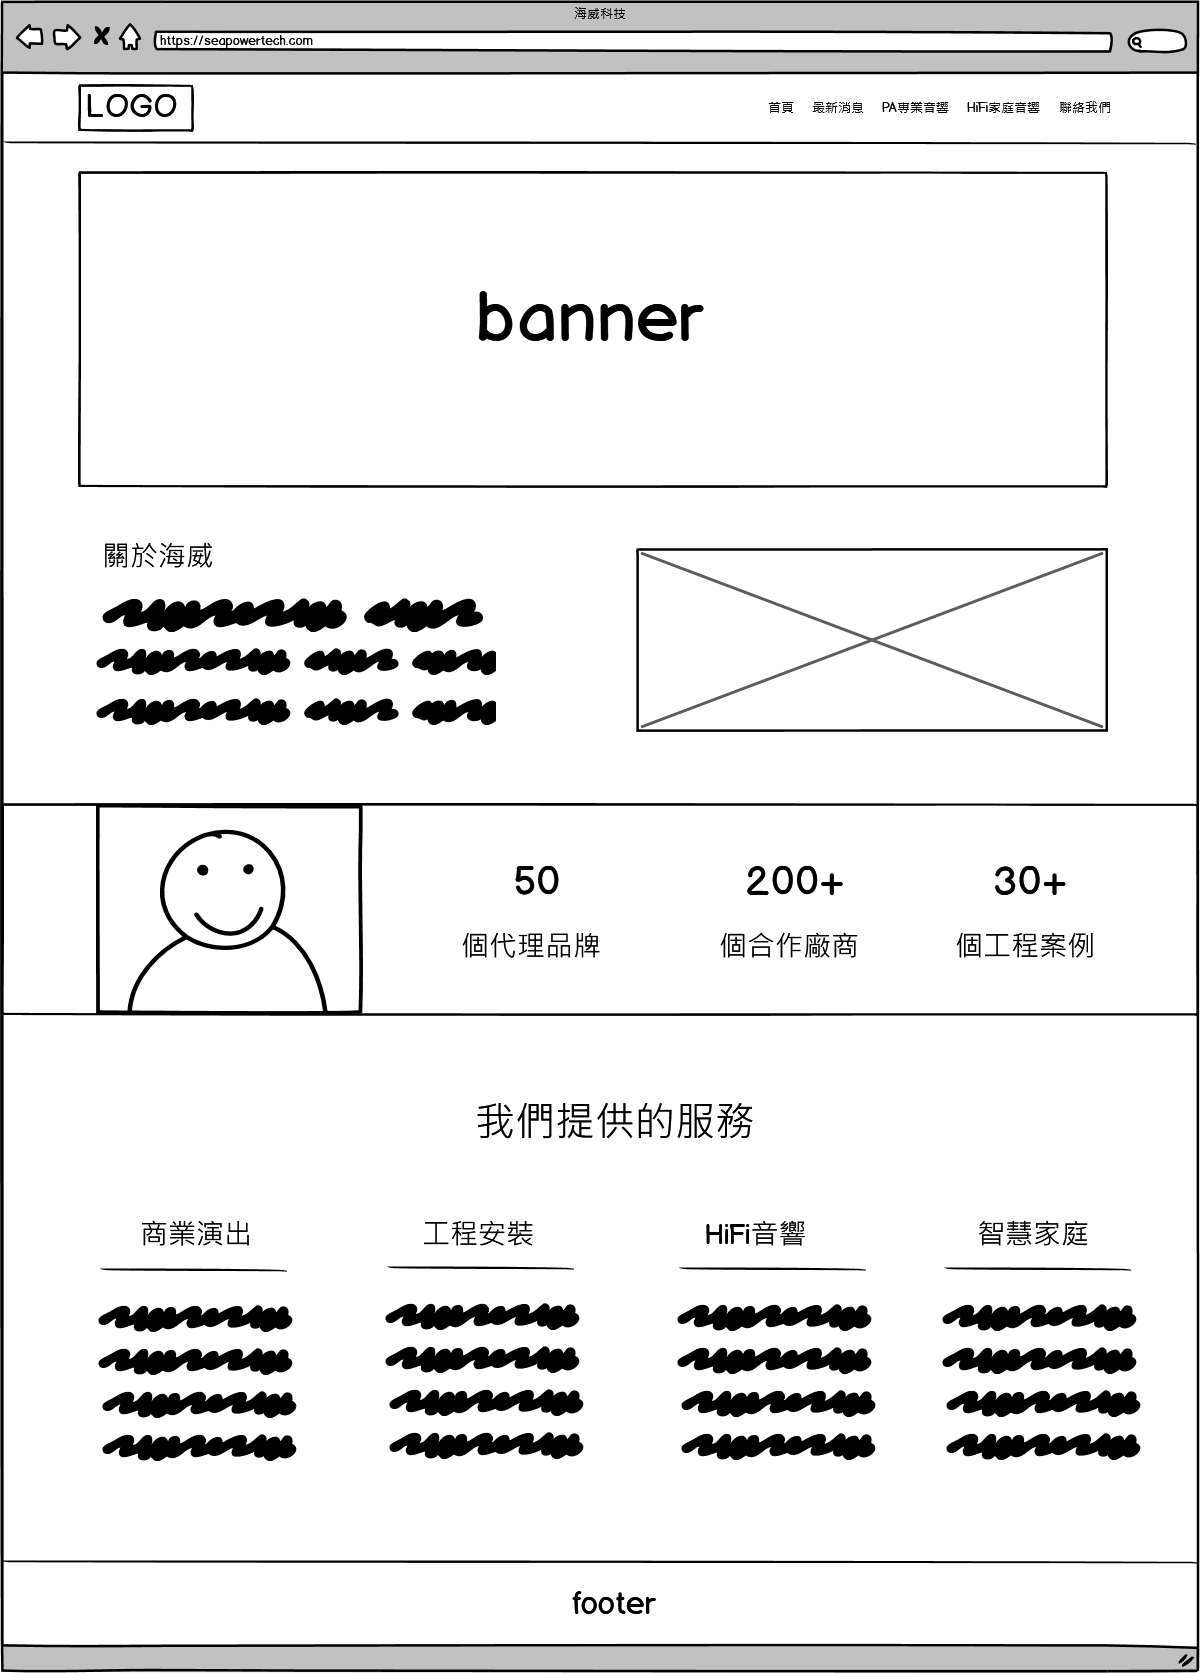 海威科技
https://seapowertech.com
LOGO
首頁 最新消息 PA專業音響 HiFi家庭音響 聯絡我們
banner
關於海威
50 200+ 30+
個代理品牌 個合作廠商 個工程案例
我們提供的服務
商業演出 工程安裝 HiFi音響 智慧家庭
footer